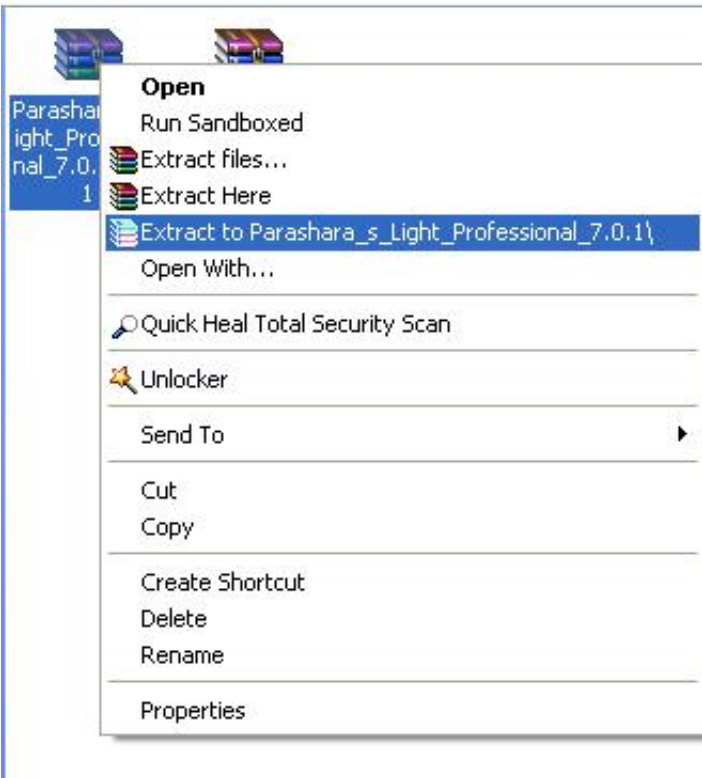 Parashar
ight_Pro
nal_7.0.
1
Open
Run Sandboxed
Extract files...
Extract Here
Extract to Parashara_s_Light_Professional_7.0.1\
Open With...
Quick Heal Total Security Scan
Unlocker
Send To
Cut
Copy
Create Shortcut
Delete
Rename
Properties